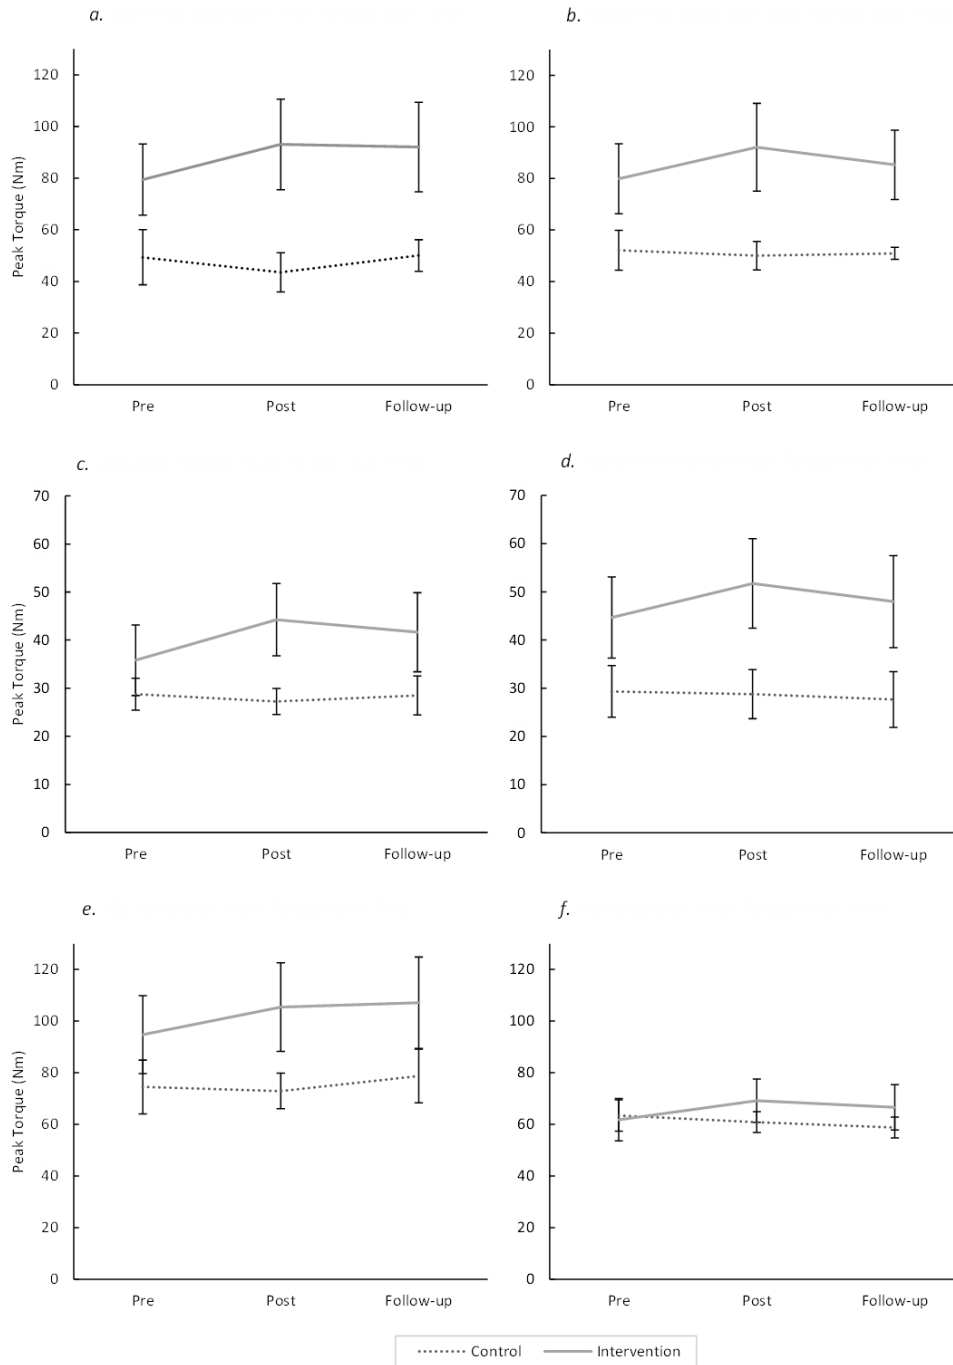 a.
b.
Peak Torque (Nm)
120
100
80
60
40
20
0
Pre Post Follow-up
120
100
80
60
40
20
0
Pre Post Follow-up
c.
d.
Peak Torque (Nm)
70
60
50
40
30
20
10
0
Pre Post Follow-up
70
60
50
40
30
20
10
0
Pre Post Follow-up
e.
f.
Peak Torque (Nm)
120
100
80
60
40
20
0
Pre Post Follow-up
120
100
80
60
40
20
0
Pre Post Follow-up
Control Intervention